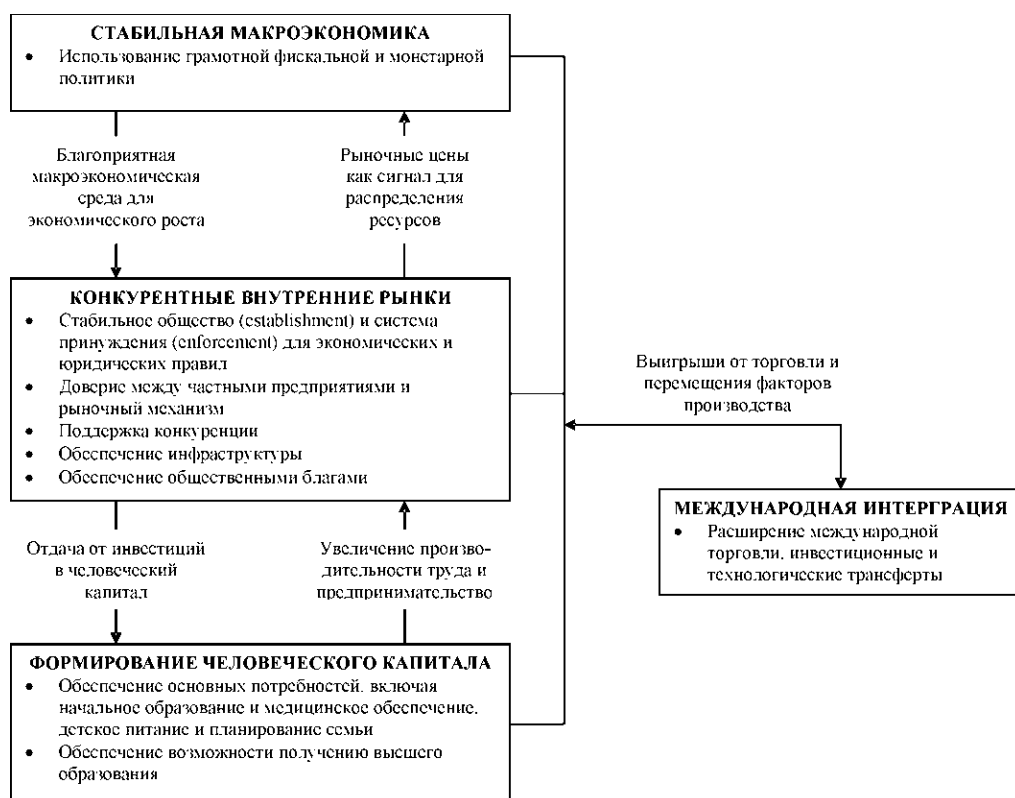 СТАБИЛЬНАЯ МАКРОЭКОНОМИКА
• Использование грамотной фискальной и монетарной
политики
Благоприятная
макроэкономическая
среда для
экономического роста
Рыночные цены
как сигнал для
распределения
ресурсов
КОНКУРЕНТНЫЕ ВНУТРЕННИЕ РЫНКИ
• Стабильное общество (establishment) и система
принуждения (enforcement) для экономических и
юридических правил
• Доверие между частными предприятиями и
рыночный механизм
• Поддержка конкуренции
• Обеспечение инфраструктуры
• Обеспечение общественными благами
Выигрыши от торговли и
перемещения факторов
производства
МЕЖДУНАРОДНАЯ ИНТЕРГРАЦИЯ
• Расширение международной
торговли, инвестиционные и
технологические трансферты
Отдача от инвестиций
в человеческий
капитал
Увеличение произво-
дительности труда и
предпринимательство
ФОРМИРОВАНИЕ ЧЕЛОВЕЧЕСКОГО КАПИТАЛА
• Обеспечение основных потребностей, включая
начальное образование и медицинское обеспечение,
детское питание и планирование семьи
• Обеспечение возможности получению высшего
образования